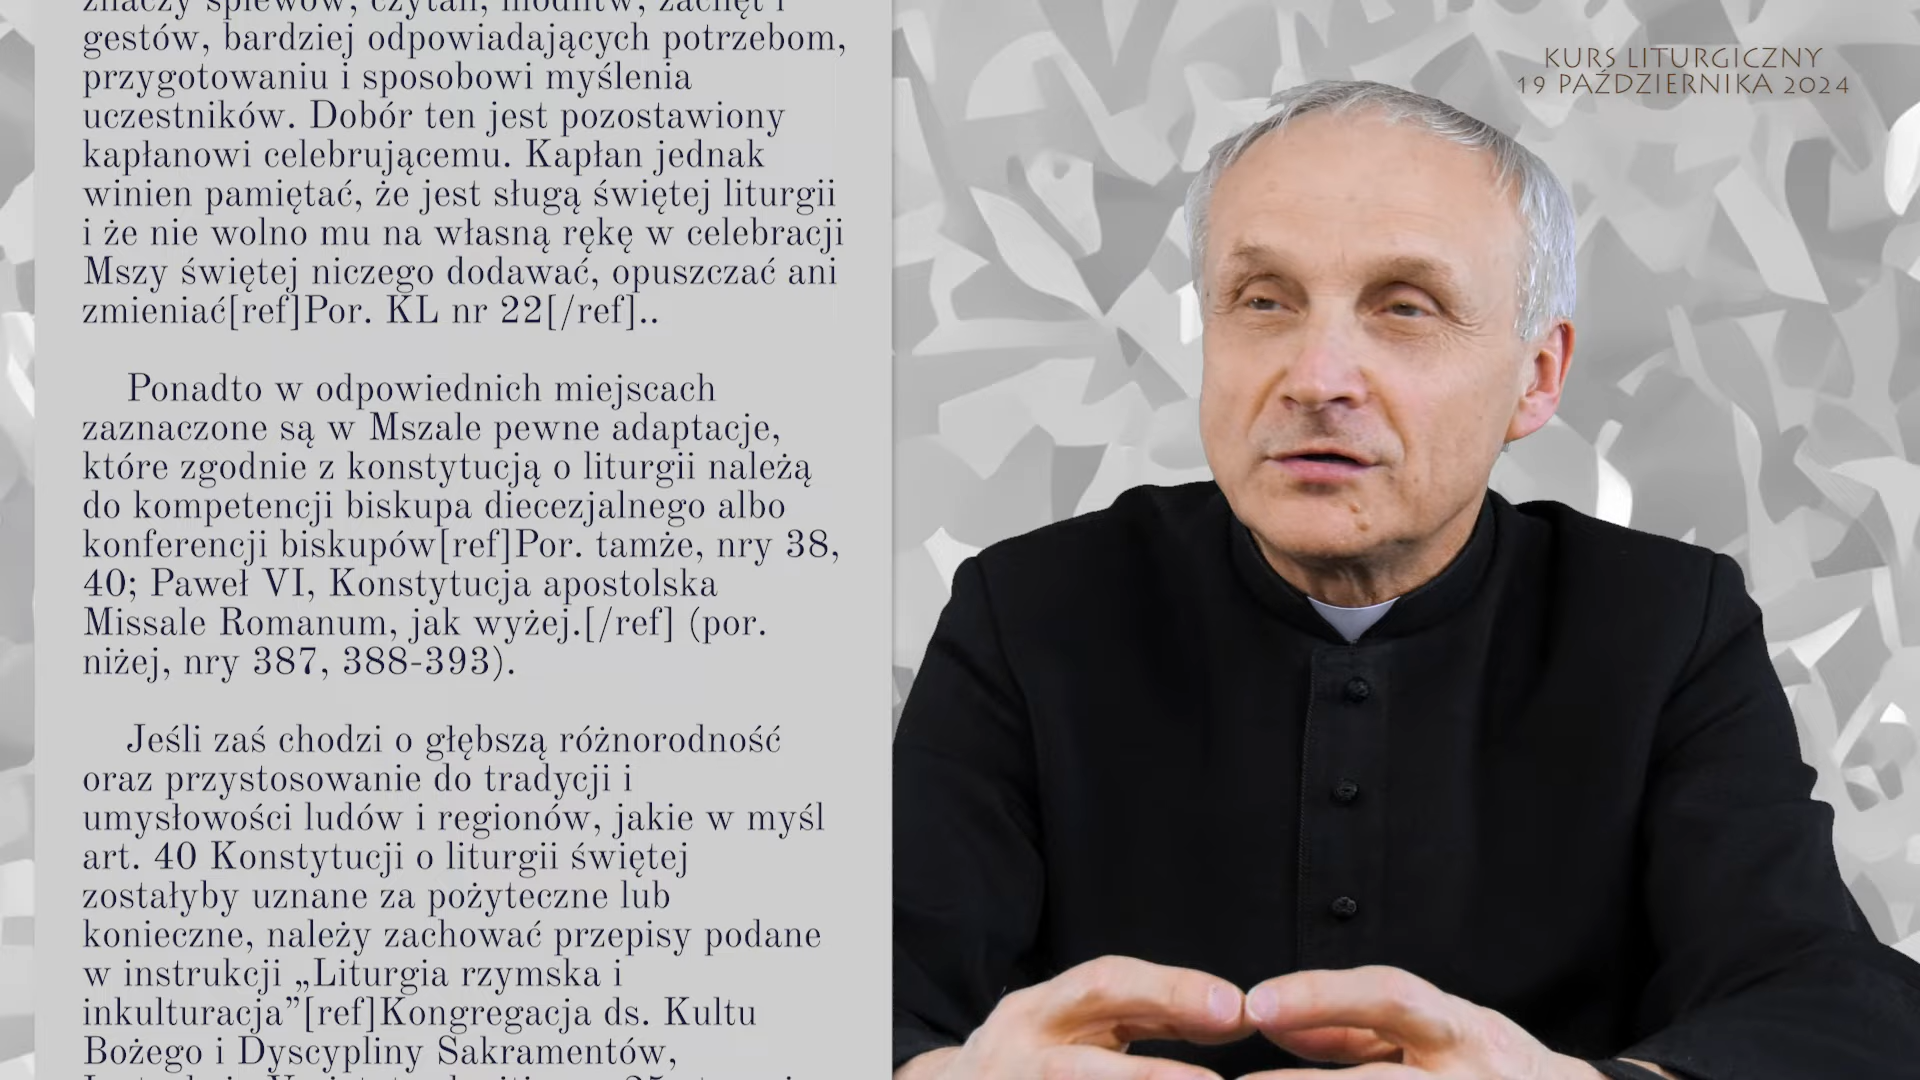 znaczy śpiewów, czytań, modlitw, zachęt i
gestów, bardziej odpowiadających potrzebom,
przygotowaniu i sposobowi myślenia
uczestników. Dobór ten jest pozostawiony
kapłanowi celebrującemu. Kapłan jednak
winien pamiętać, że jest sługą świętej liturgii
i że nie wolno mu na własną rękę w celebracji
Mszy świętej niczego dodawać, opuszczać ani
zmieniać[ref]Por. KL nr 22[/ref]..
Ponadto w odpowiednich miejscach
zaznaczone są w Mszale pewne adaptacje,
które zgodnie z konstytucją o liturgii należą
do kompetencji biskupa diecezjalnego albo
konferencji biskupów[ref]Por. tamże, nry 38,
40; Paweł VI, Konstytucja apostolska
Missale Romanum, jak wyżej.[/ref] (por.
niżej, nry 387, 388-393).
Jeśli zaś chodzi o głębszą różnorodność
oraz przystosowanie do tradycji i
umysłowości ludów i regionów, jakie w myśl
art. 40 Konstytucji o liturgii świętej
zostałyby uznane za pożyteczne lub
konieczne, należy zachować przepisy podane
w instrukcji „Liturgia rzymska i
inkulturacja”[ref]Kongregacja ds. Kultu
Bożego i Dyscypliny Sakramentów,
KURS LITURGICZNY
19 PAŹDZIERNIKA 2024